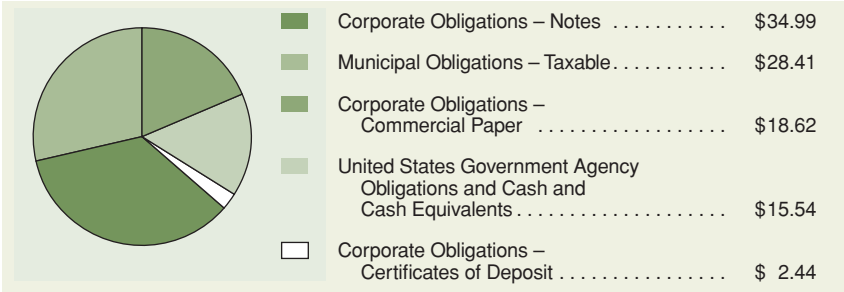 Corporate Obligations – Notes ........... $34.99
Municipal Obligations – Taxable........... $28.41
Corporate Obligations –
Commercial Paper .................. $18.62
United States Government Agency
Obligations and Cash and
Cash Equivalents.................... $15.54
Corporate Obligations –
Certificates of Deposit ................ $ 2.44